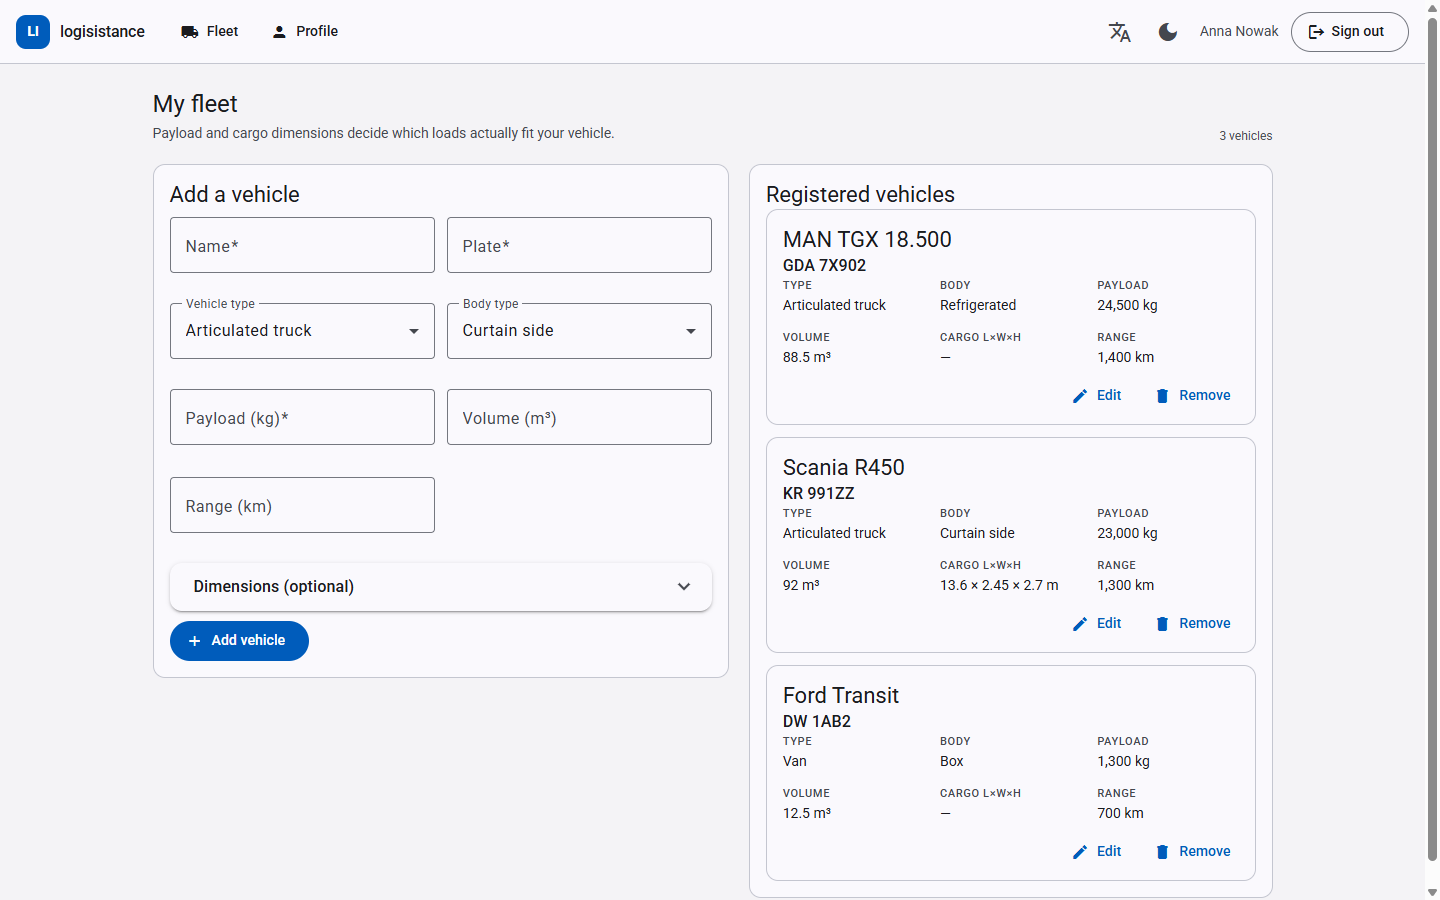 LI logisistance Fleet Profile Anna Nowak Sign out
My fleet
Payload and cargo dimensions decide which loads actually fit your vehicle.
3 vehicles
Add a vehicle
Name*
Plate*
Vehicle type
Articulated truck
Body type
Curtain side
Payload (kg)*
Volume (m³)
Range (km)
Dimensions (optional)
Add vehicle
Registered vehicles
MAN TGX 18.500
GDA 7X902
TYPE BODY PAYLOAD
Articulated truck Refrigerated 24,500 kg
VOLUME CARGO L×W×H RANGE
88.5 m³ — 1,400 km
Edit Remove
Scania R450
KR 991ZZ
TYPE BODY PAYLOAD
Articulated truck Curtain side 23,000 kg
VOLUME CARGO L×W×H RANGE
92 m³ 13.6 × 2.45 × 2.7 m 1,300 km
Edit Remove
Ford Transit
DW 1AB2
TYPE BODY PAYLOAD
Van Box 1,300 kg
VOLUME CARGO L×W×H RANGE
12.5 m³ — 700 km
Edit Remove